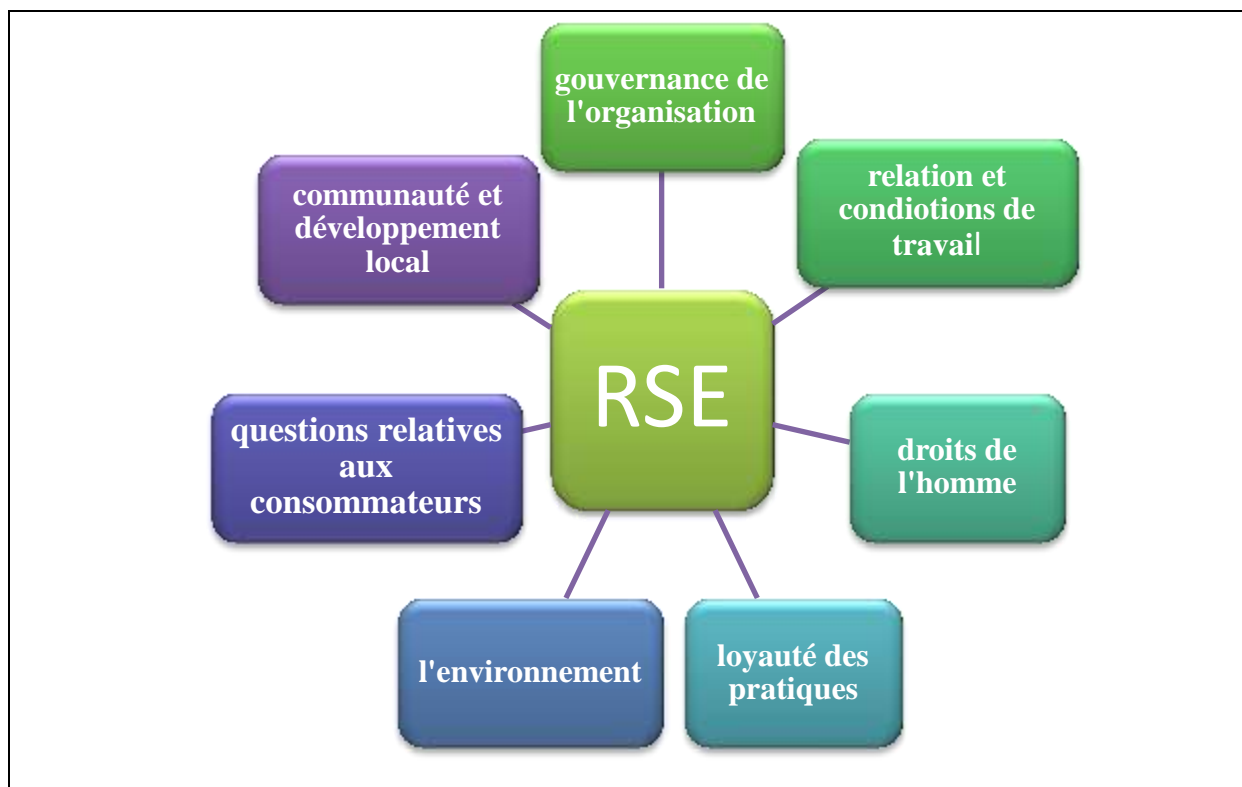 gouvernance de
l'organisation
relation et
condiotions de
travail
droits de
l'homme
loyauté des
pratiques
l'environnement
questions relatives
aux
consommateurs
communauté et
développement
local
RSE